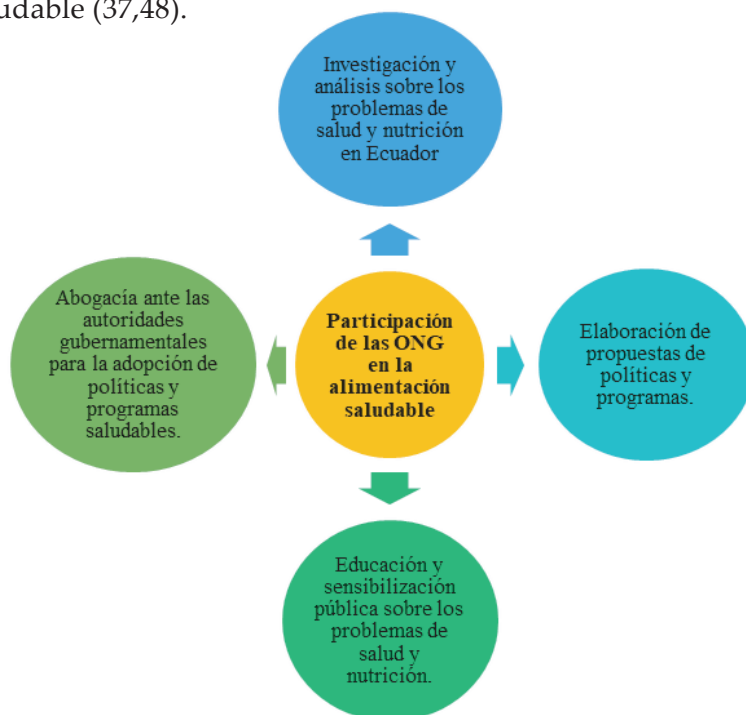 udable (37,48).
Investigación y
análisis sobre los
problemas de
salud y nutrición
en Ecuador
Abogacía ante las
autoridades
gubernamentales
para la adopción de
políticas y
programas
saludables.
Participación
de las ONG
en la
alimentación
saludable
Elaboración de
propuestas de
políticas y
programas.
Educación y
sensibilización
pública sobre los
problemas de
salud y
nutrición.